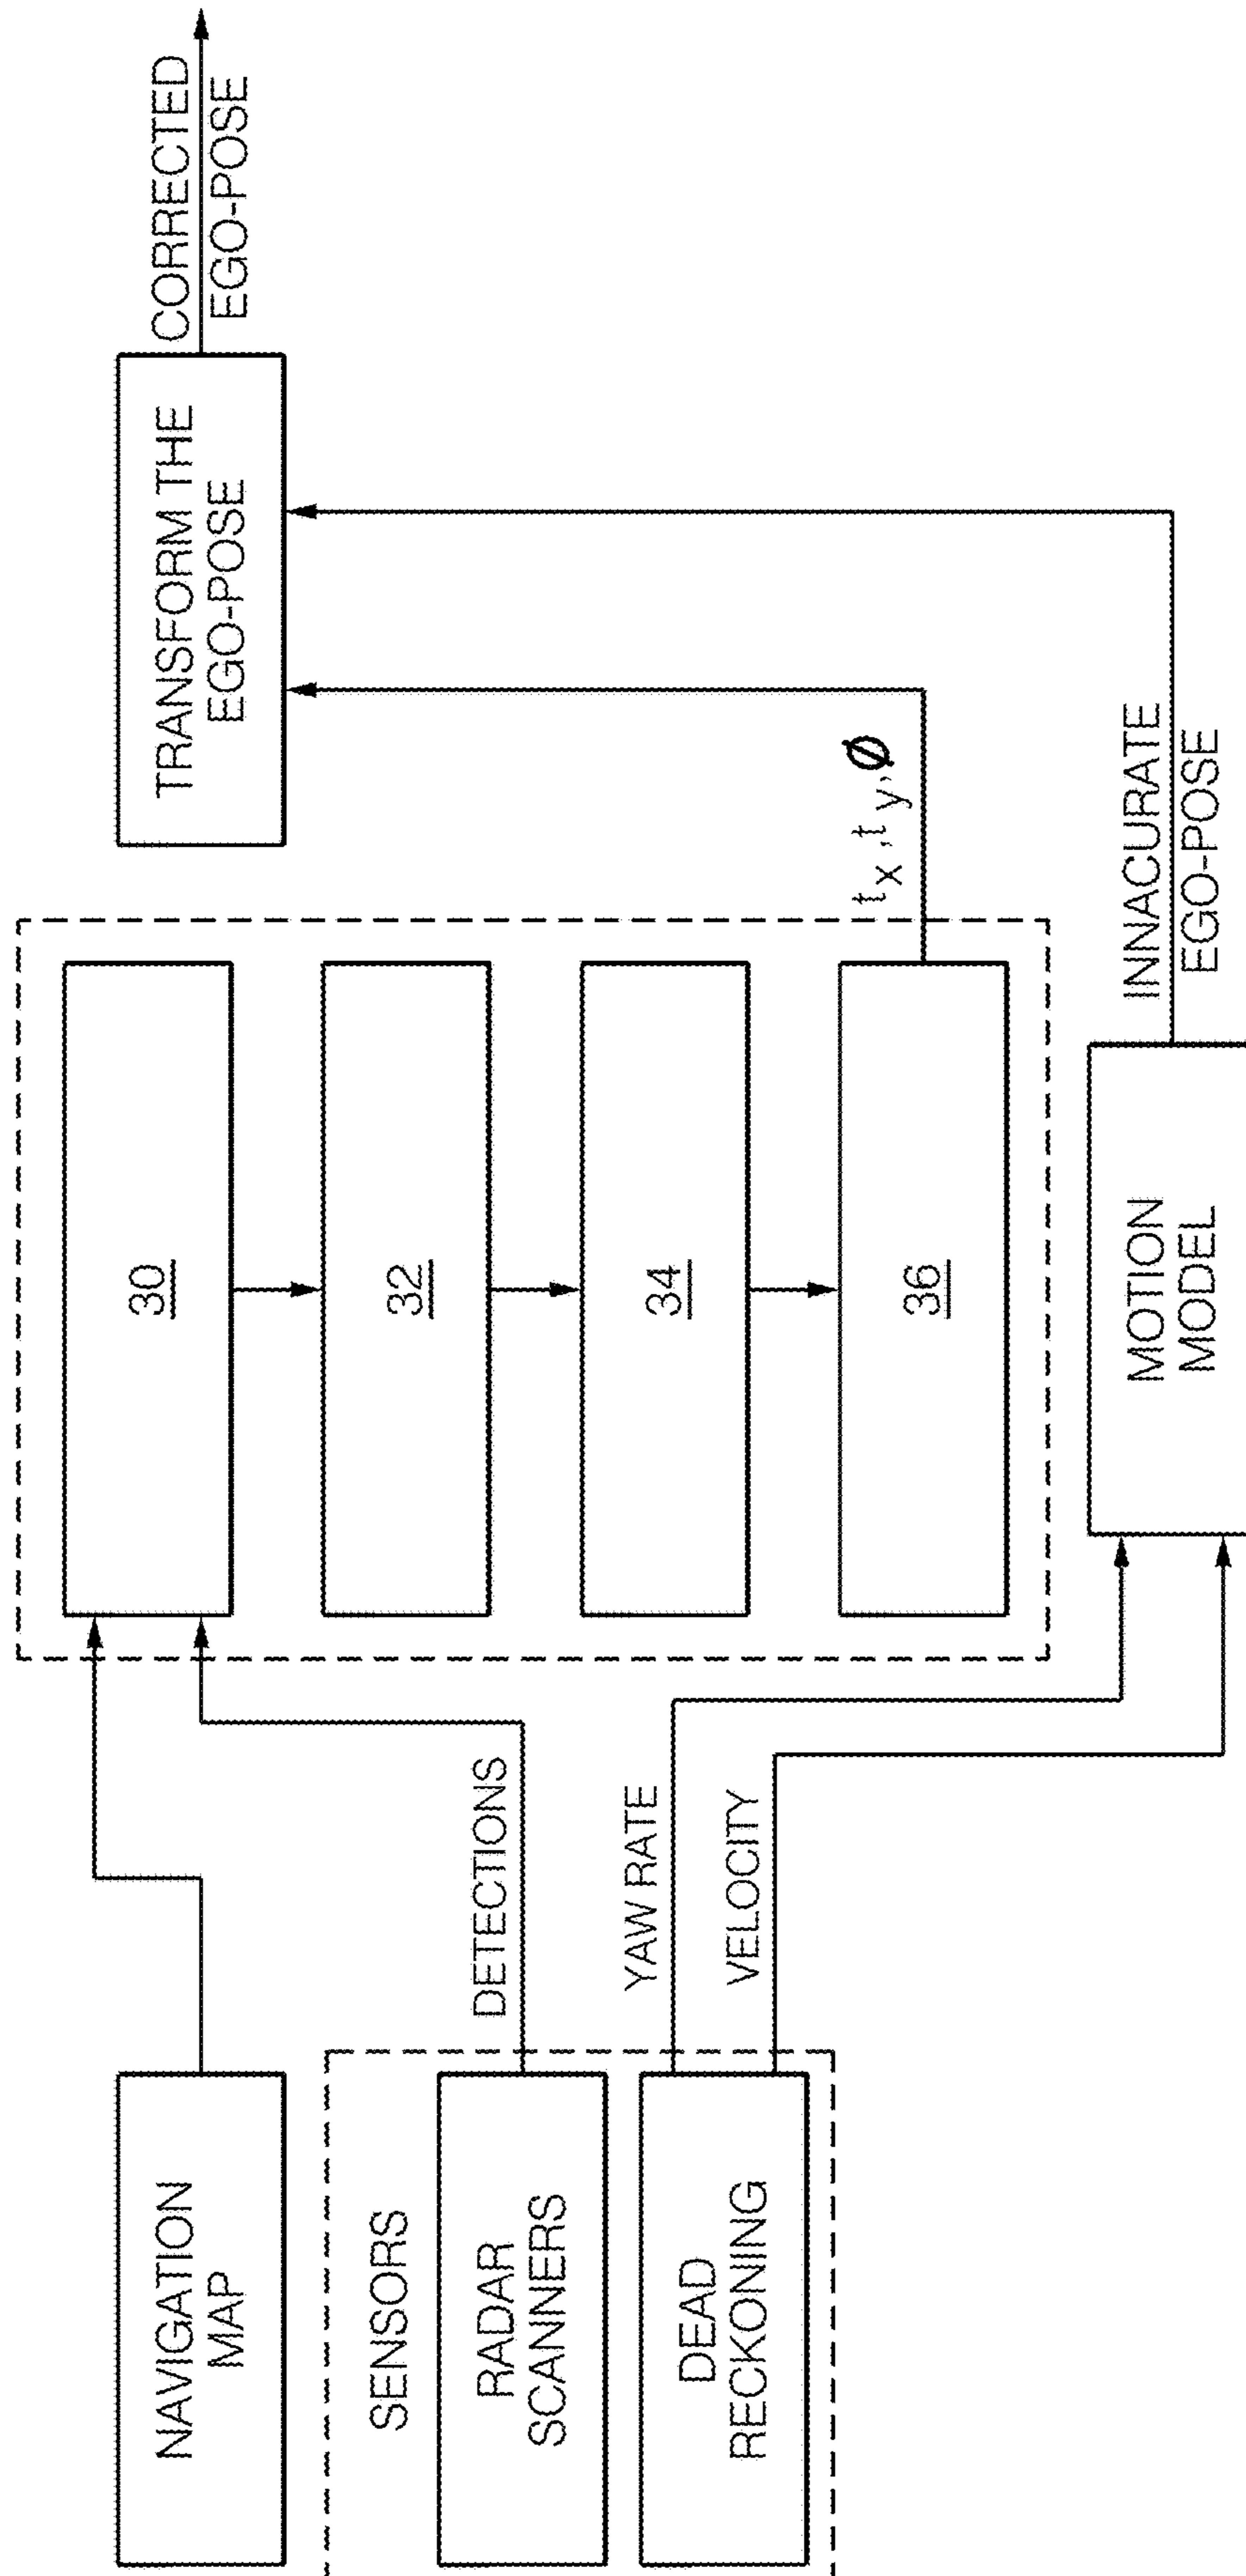 NAVIGATION
MAP
SENSORS
RADAR
SCANNERS
DEAD
RECKONING
DETECTIONS
YAW RATE
VELOCITY
30
32
34
36
MOTION
MODEL
t x , t y , Ø
INNACURATE
EGO-POSE
TRANSFORM THE
EGO-POSE
CORRECTED
EGO-POSE